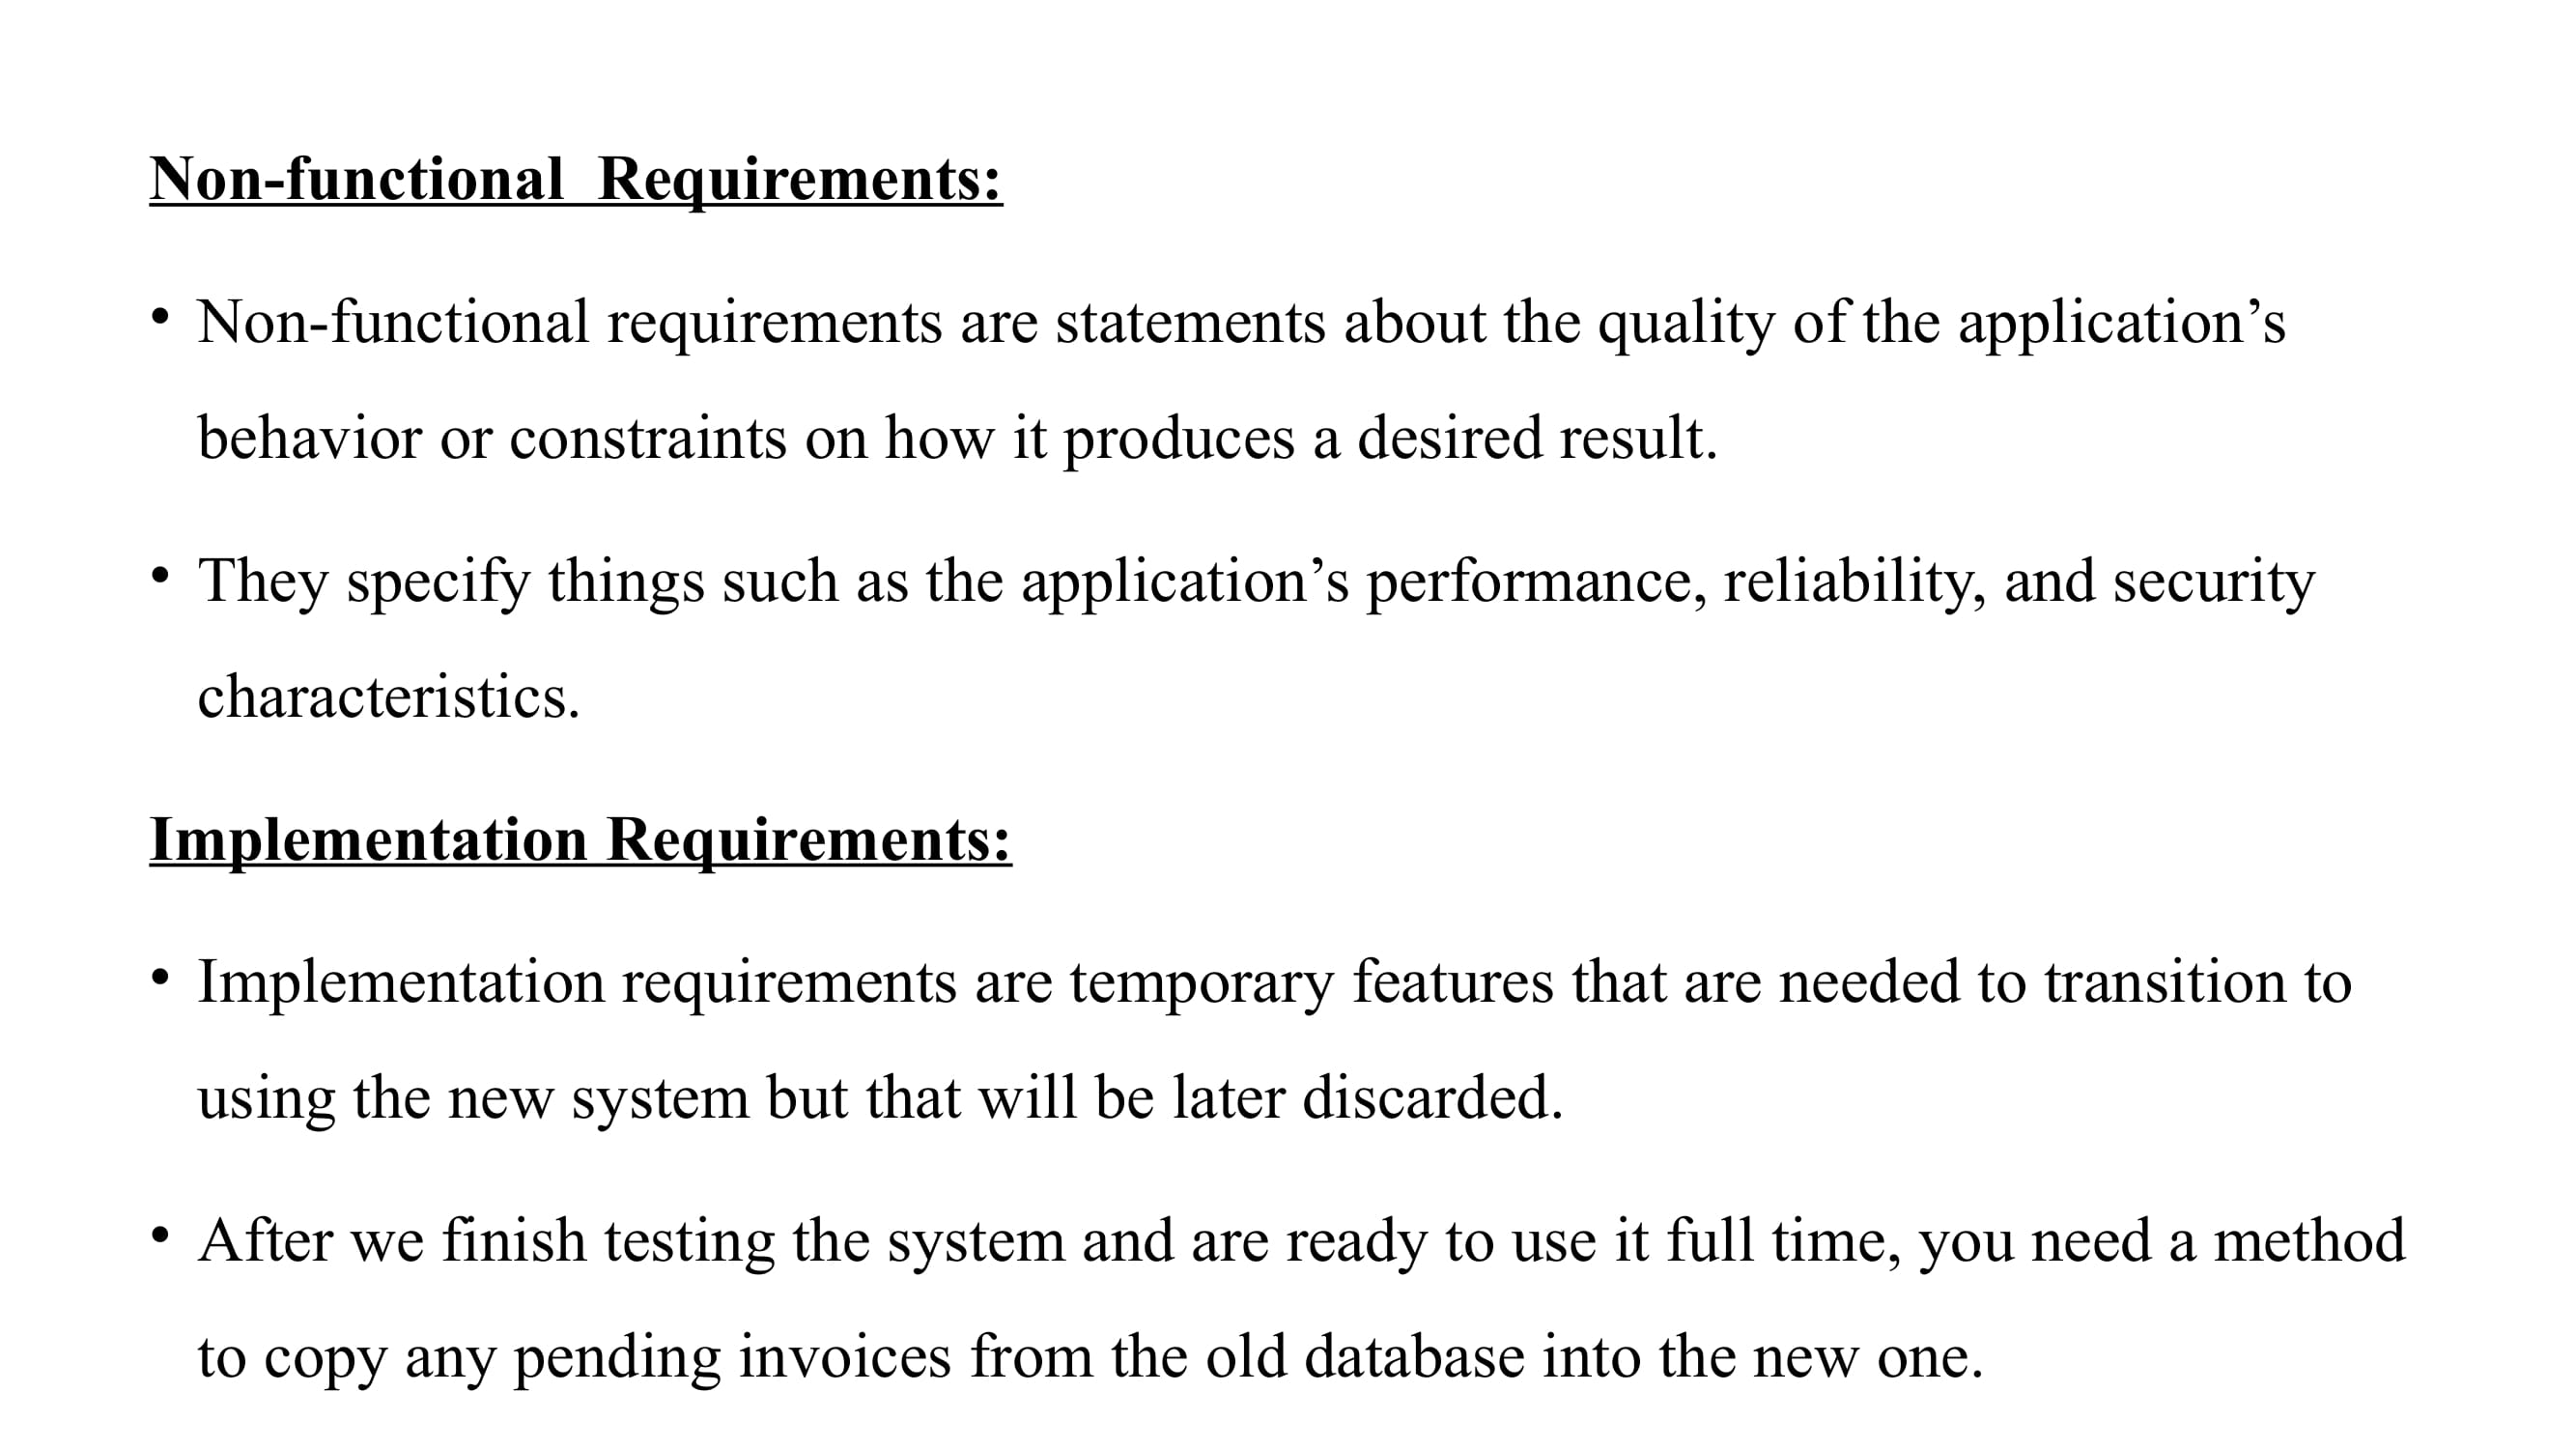 Non-functional  Requirements:
• Non-functional requirements are statements about the quality of the application’s
behavior or constraints on how it produces a desired result.
• They specify things such as the application’s performance, reliability, and security
characteristics.
Implementation Requirements:
• Implementation requirements are temporary features that are needed to transition to
using the new system but that will be later discarded.
• After we finish testing the system and are ready to use it full time, you need a method
to copy any pending invoices from the old database into the new one.